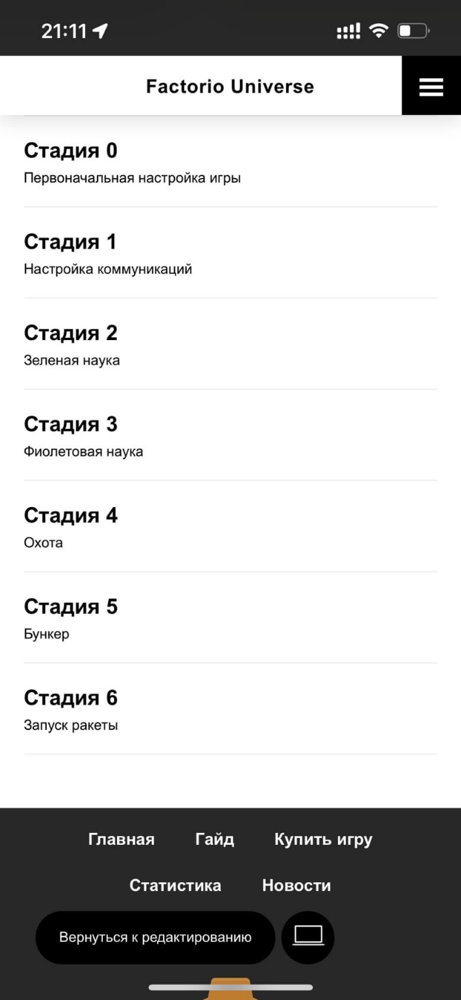 21:11
Factorio Universe
Стадия 0
Первоначальная настройка игры
Стадия 1
Настройка коммуникаций
Стадия 2
Зеленая наука
Стадия 3
Фиолетовая наука
Стадия 4
Охота
Стадия 5
Бункер
Стадия 6
Запуск ракеты
Главная Гайд Купить игру
Статистика Новости
Вернуться к редактированию